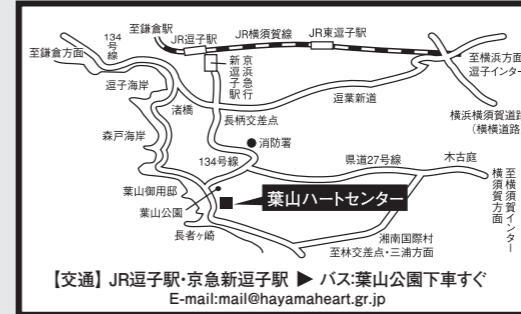 至鎌倉駅
134
号線
至鎌倉方面
JR逗子駅
JR横須賀線
JR東逗子駅
至横浜方面
逗子インター
京浜急行
新逗子駅
逗子海岸
渚橋
逗葉新道
長柄交差点
横浜横須賀道路
(横横道路)
森戸海岸
消防署
134号線
県道27号線
木古庭
至横須賀インター
横須賀方面
葉山御用邸
葉山公園
葉山ハートセンター
長者ヶ崎
湘南国際村
至林交差点・三浦方面
【交通】 JR逗子駅・京急新逗子駅 ▶ バス:葉山公園下車すぐ
E-mail:mail@hayamaheart.gr.jp